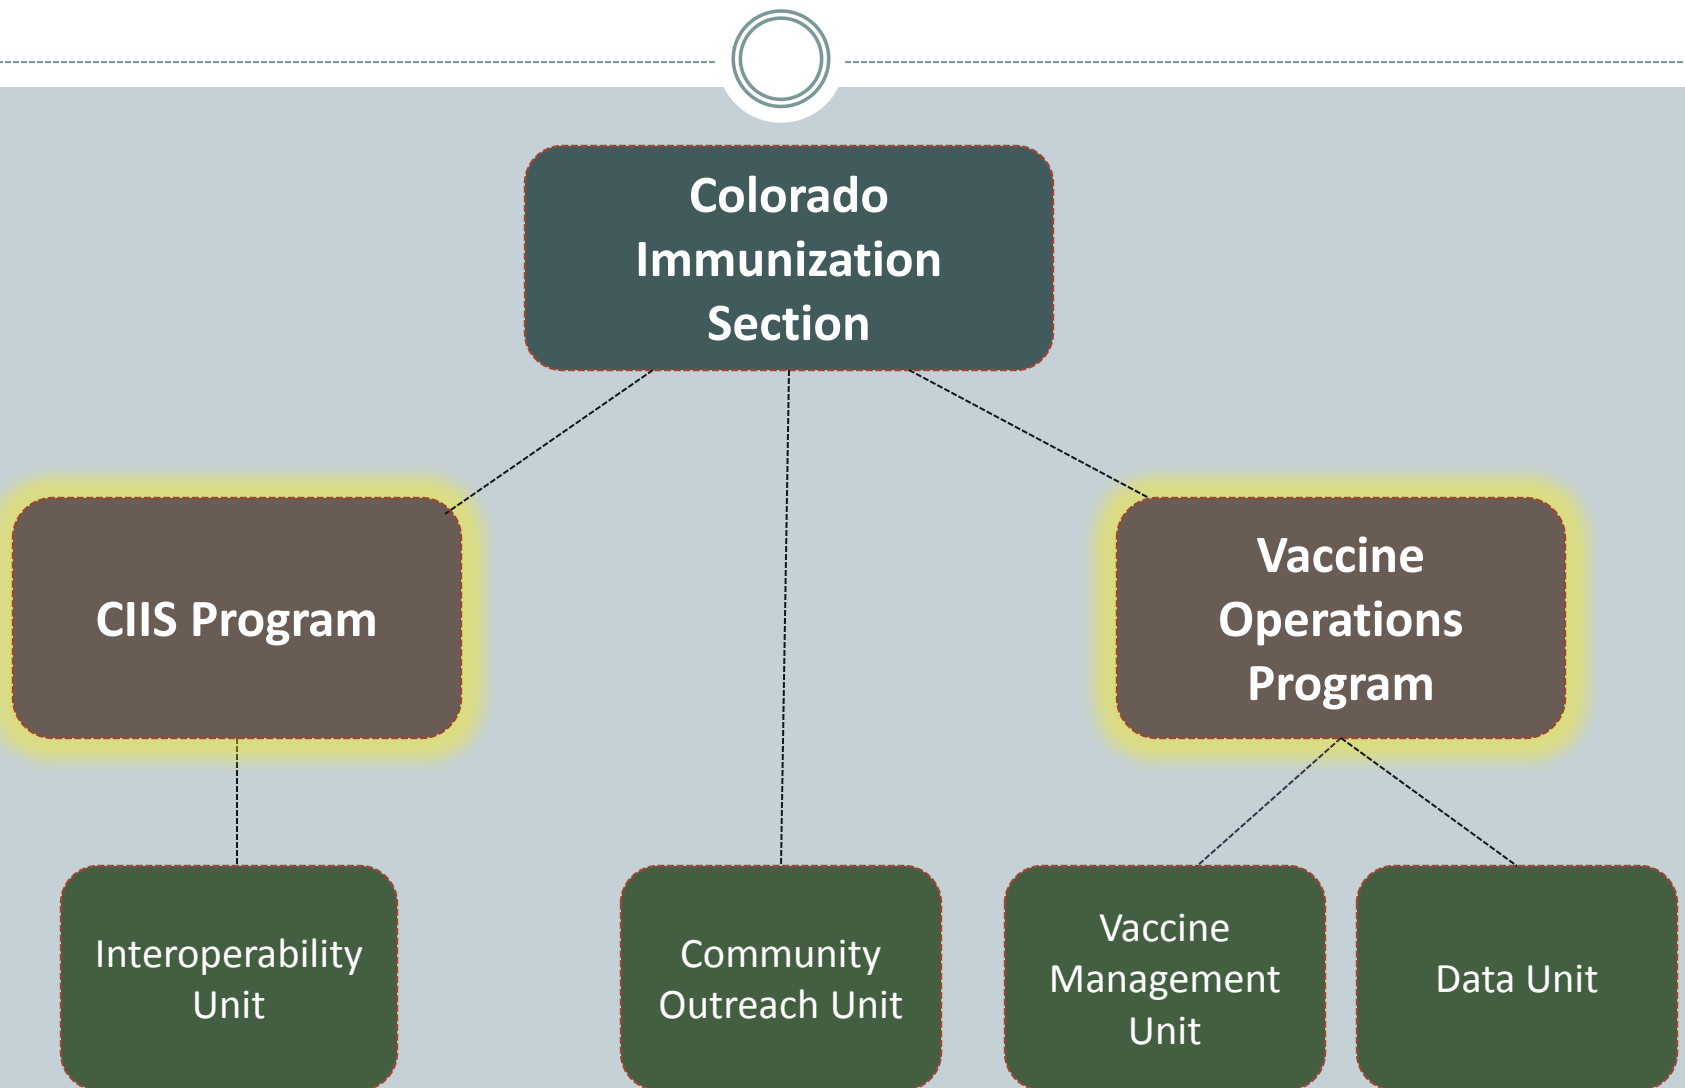 Colorado
Immunization
Section
CIIS Program
Vaccine
Operations
Program
Interoperability
Unit
Community
Outreach Unit
Vaccine
Management
Unit
Data Unit